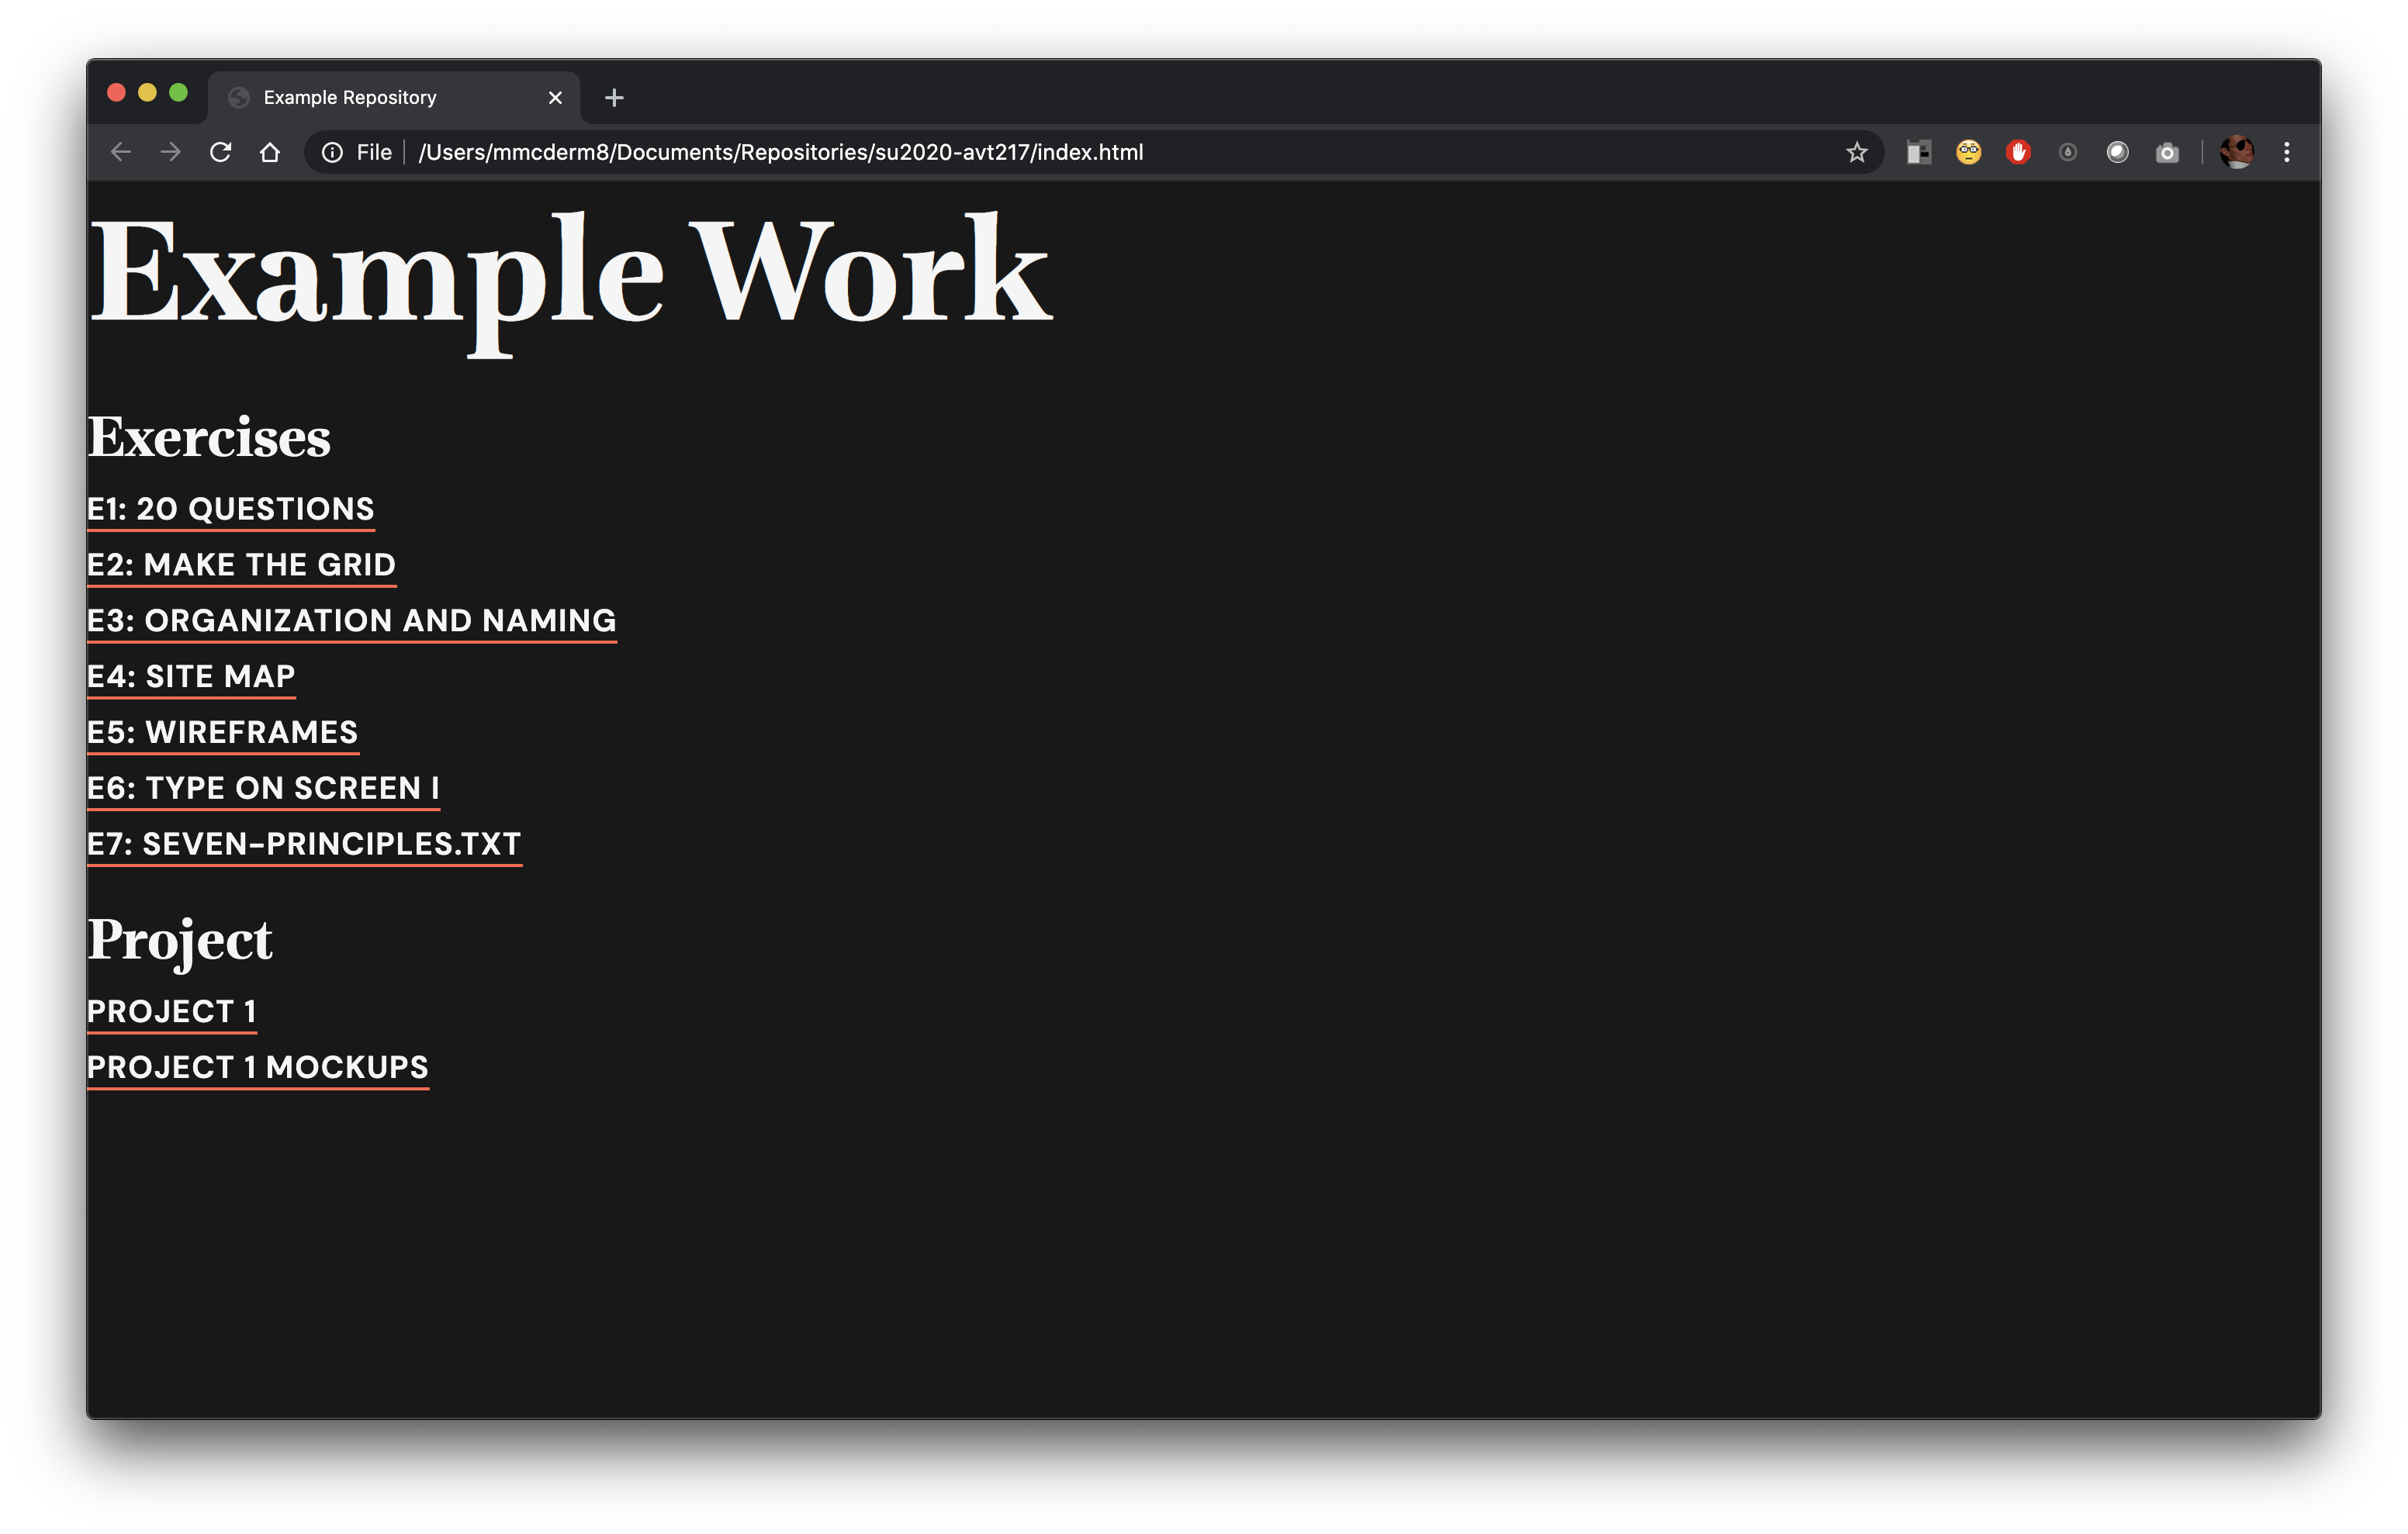 Example Repository
File /Users/mmcderm8/Documents/Repositories/su2020-avt217/index.html
Example Work
Exercises
E1: 20 QUESTIONS
E2: MAKE THE GRID
E3: ORGANIZATION AND NAMING
E4: SITE MAP
E5: WIREFRAMES
E6: TYPE ON SCREEN I
E7: SEVEN-PRINCIPLES.TXT
Project
PROJECT 1
PROJECT 1 MOCKUPS